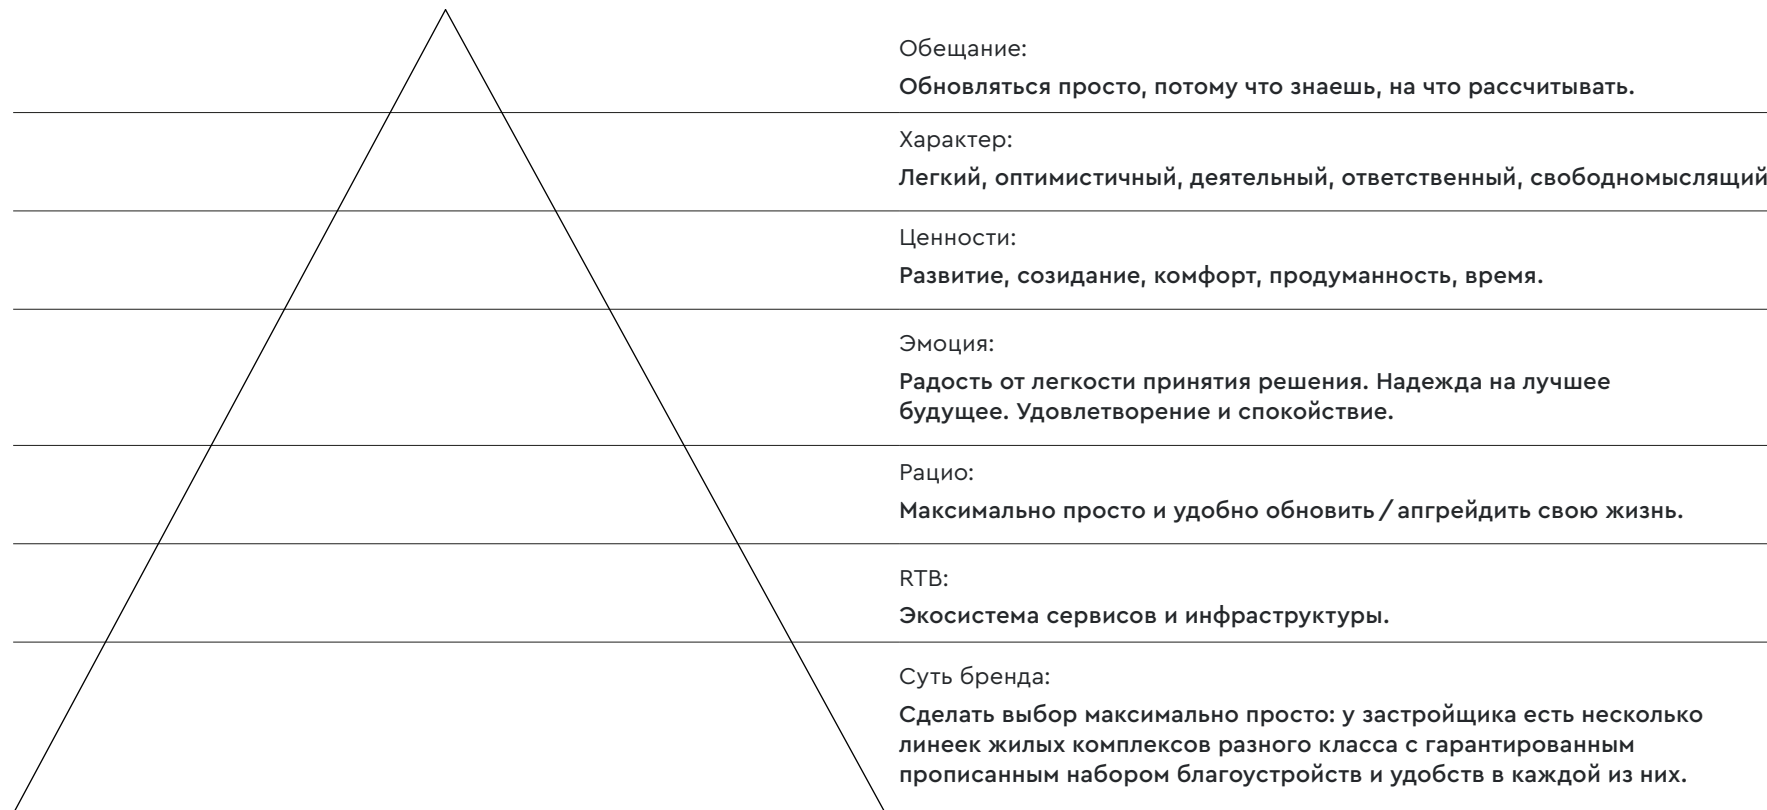 Обещание:
Обновляться просто, потому что знаешь, на что рассчитывать.
Характер:
Легкий, оптимистичный, деятельный, ответственный, свободномыслящий
Ценности:
Развитие, созидание, комфорт, продуманность, время.
Эмоция:
Радость от легкости принятия решения. Надежда на лучшее
будущее. Удовлетворение и спокойствие.
Рацио:
Максимально просто и удобно обновить / апгрейдить свою жизнь.
RTB:
Экосистема сервисов и инфраструктуры.
Суть бренда:
Сделать выбор максимально просто: у застройщика есть несколько
линеек жилых комплексов разного класса с гарантированным
прописанным набором благоустройств и удобств в каждой из них.